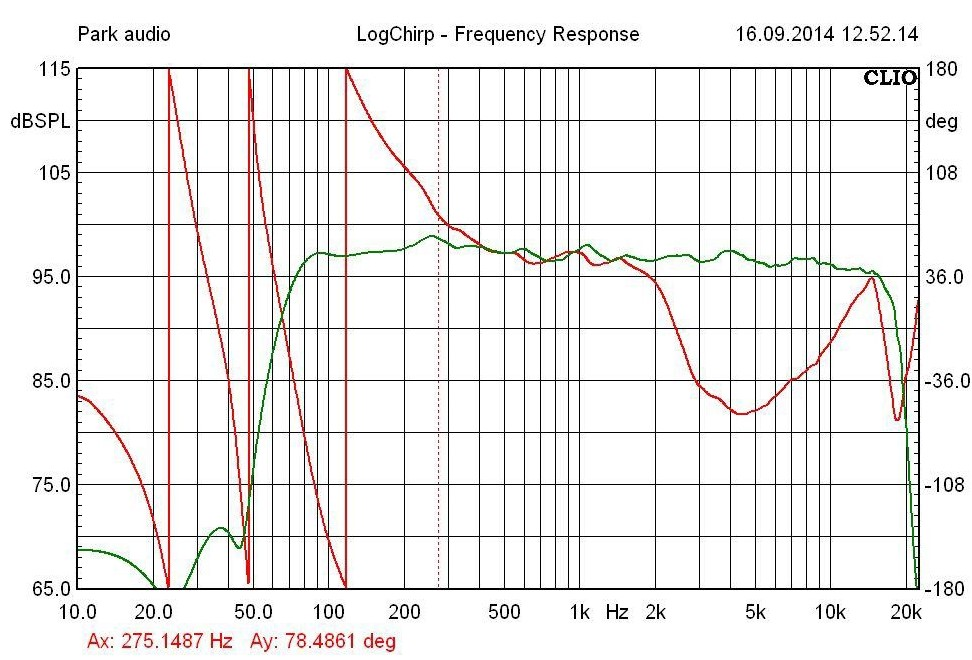 Park audio LogChirp - Frequency Response 16.09.2014 12.52.14
115 CLIO 180
dBSPL deg
105 108
95.0 36.0
85.0 -36.0
75.0 -108
65.0 -180
10.0 20.0 50.0 100 200 500 1k Hz 2k 5k 10k 20k
Ax: 275.1487 Hz Ay: 78.4861 deg